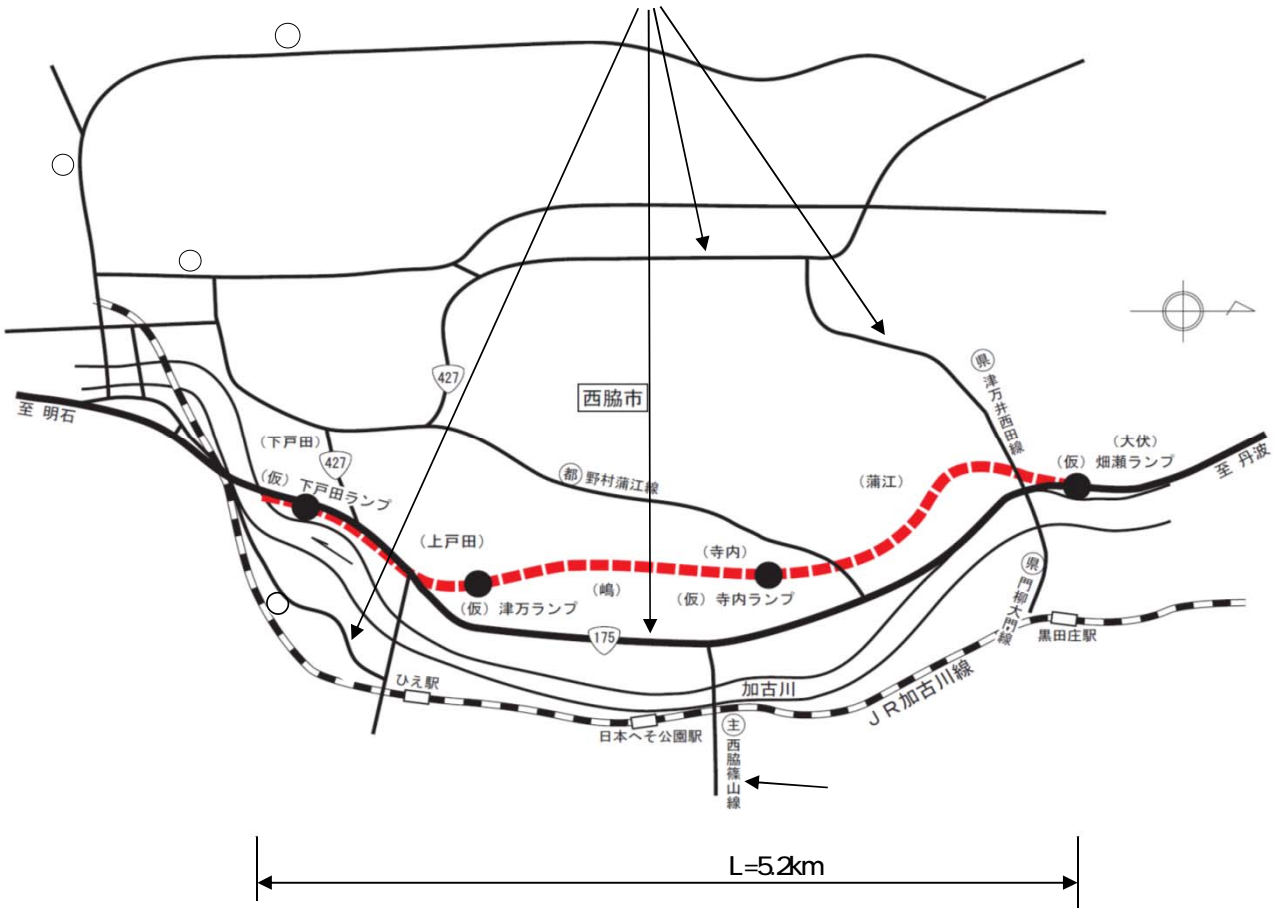 427
西脇市
県
津万井西田線
至 明石
(下戸田)
427
(仮) 下戸田ランプ
都 野村蒲江線
(蒲江)
(大伏)
(仮) 畑瀬ランプ
至 丹波
(上戸田)
(仮) 津万ランプ
(嶋)
(寺内)
(仮) 寺内ランプ
175
県
門柳大門線
黒田庄駅
ひえ駅
加古川
JR加古川線
日本へそ公園駅
主
西脇篠山線
L=5.2km